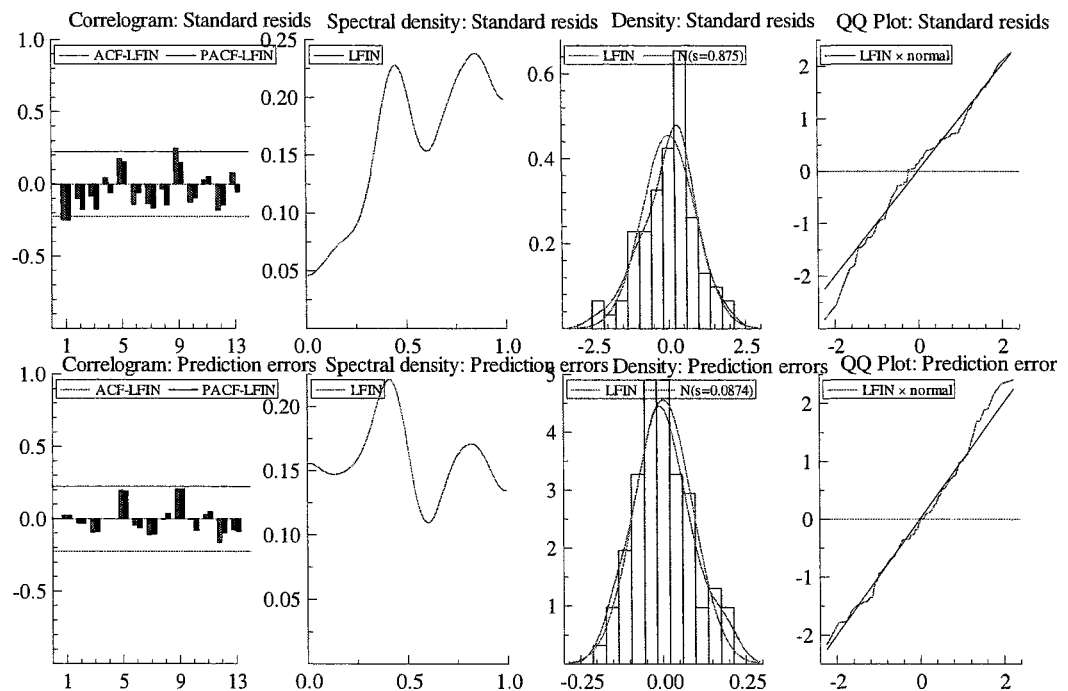 Correlogram: Standard resids
Spectral density: Standard resids
Density: Standard resids
QQ Plot: Standard resids
1.0
ACF-LFIN PACF-LFIN
0.5
0.0
-0.5
1 5 9 13
0.25
LFIN
0.20
0.15
0.10
0.05
0.0 0.5 1.0
0.6
LFIN N(s=0.875)
0.4
0.2
-2.5 0.0 2.5
2
LFIN × normal
1
0
-1
-2
-2 0 2
Correlogram: Prediction errors
Spectral density: Prediction errors
Density: Prediction errors
QQ Plot: Prediction error
1.0
ACF-LFIN PACF-LFIN
0.5
0.0
-0.5
1 5 9 13
LFIN
0.20
0.15
0.10
0.05
0.0 0.5 1.0
5
LFIN N(s=0.0874)
4
3
2
1
-0.25 0.00 0.25
LFIN × normal
2
1
0
-1
-2
-2 0 2